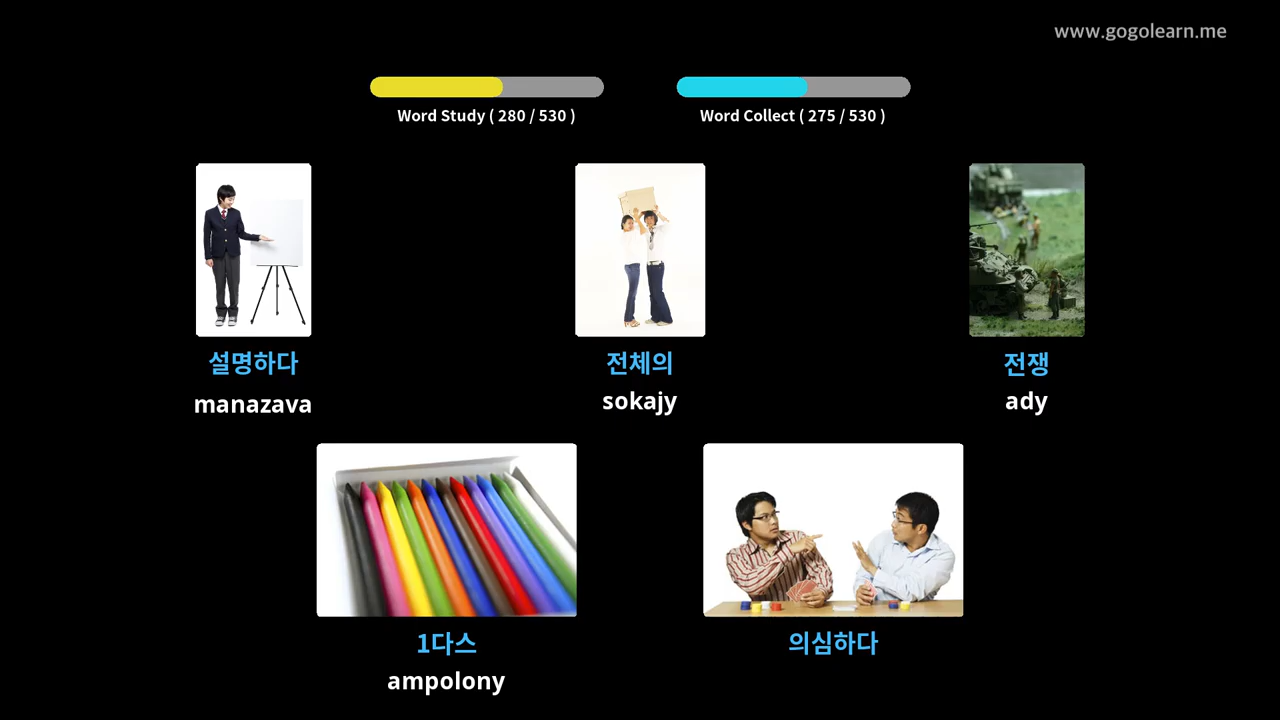 www.gogolearn.me
Word Study ( 280 / 530 )
Word Collect ( 275 / 530 )
설명하다
manazava
전체의
sokajy
전쟁
ady
1다스
ampolony
의심하다